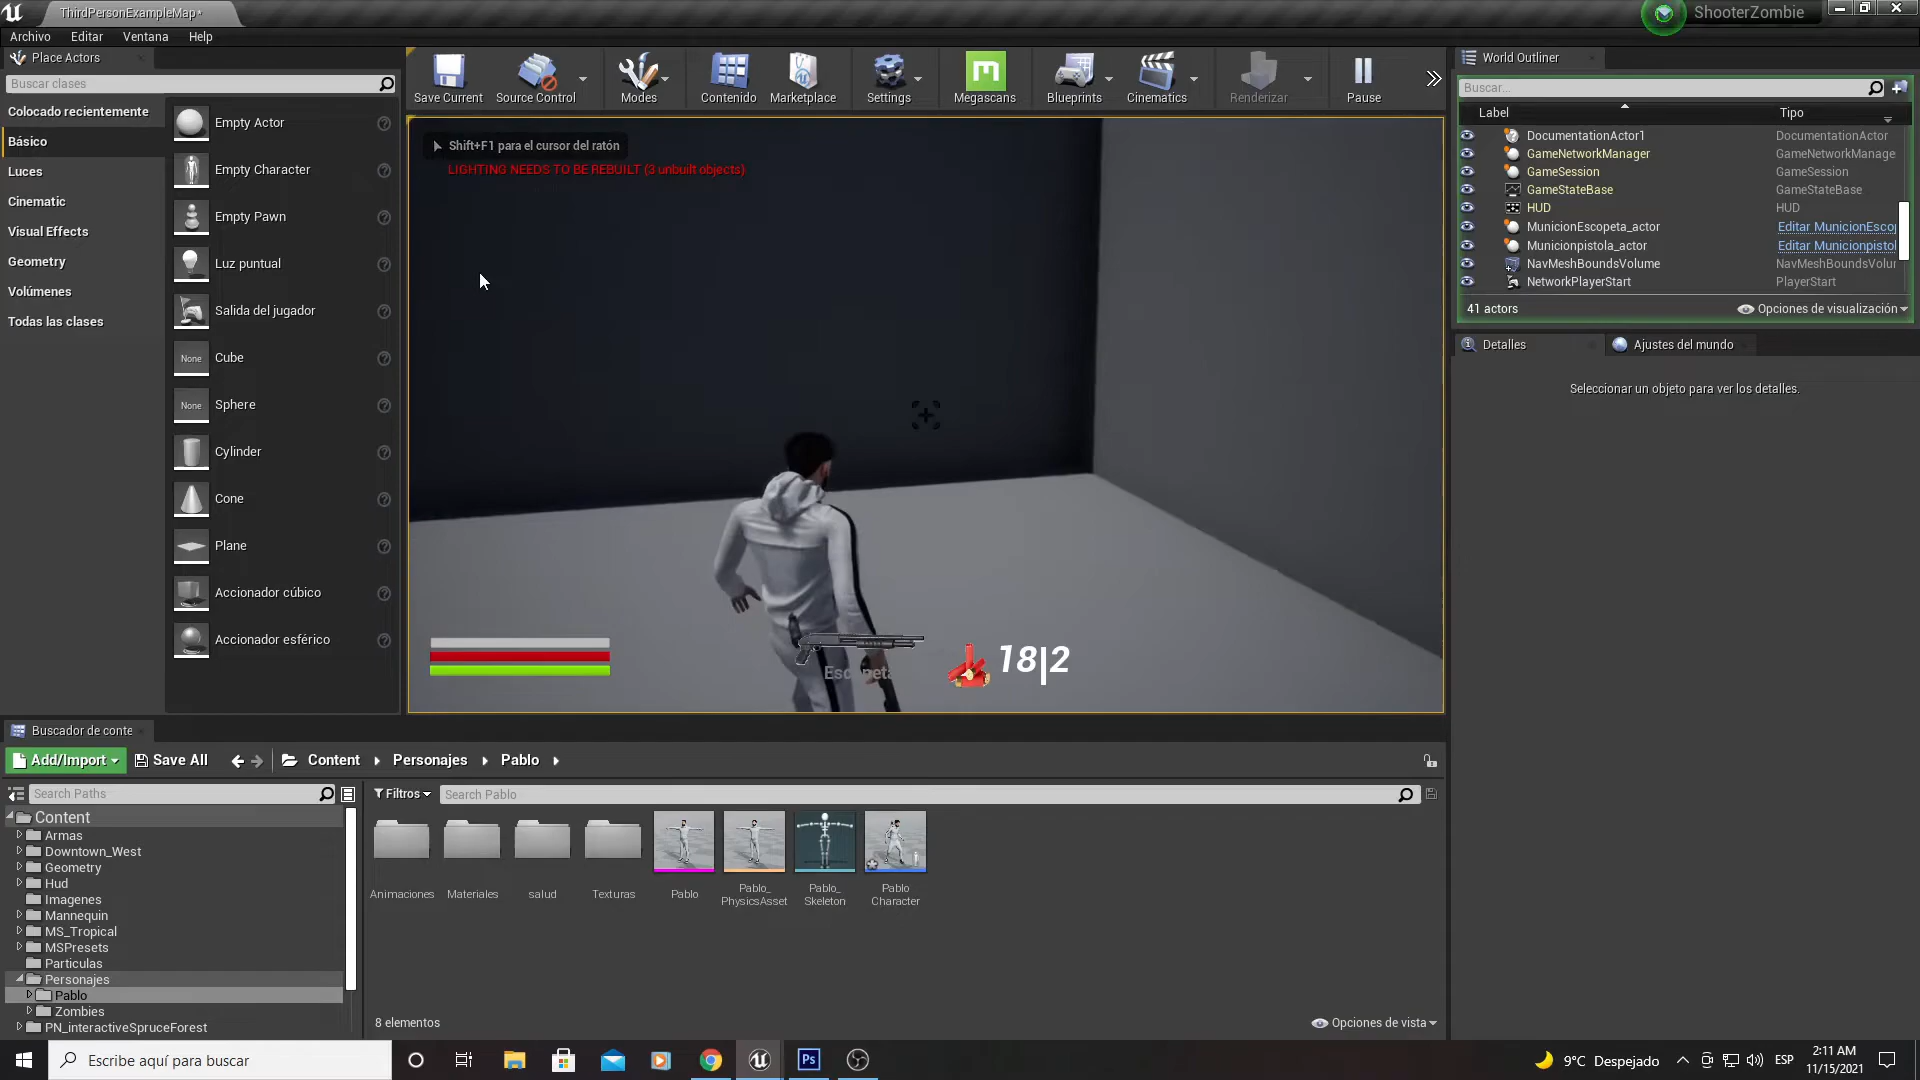 ThirdPersonExampleMap*
ShooterZombie
Archivo Editar Ventana Help
Place Actors
Buscar clases
Colocado recientemente
Básico
Luces
Cinematic
Visual Effects
Geometry
Volúmenes
Todas las clases
Empty Actor
Empty Character
Empty Pawn
Luz puntual
Salida del jugador
None Cube
None Sphere
Cylinder
Cone
Plane
Accionador cúbico
Accionador esférico
Save Current
Source Control
Modes
Contenido
Marketplace
Settings
Megascans
Blueprints
Cinematics
Renderizar
Pause
Shift+F1 para el cursor del ratón
LIGHTING NEEDS TO BE REBUILT (3 unbuilt objects)
Escopeta
18|2
World Outliner
Buscar...
Label Tipo
DocumentationActor1 DocumentationActor
GameNetworkManager GameNetworkManage
GameSession GameSession
GameStateBase GameStateBase
HUD HUD
MunicionEscopeta_actor Editar MunicionEscop
Municionpistola_actor Editar Municionpistol
NavMeshBoundsVolume NavMeshBoundsVolur
NetworkPlayerStart PlayerStart
41 actors Opciones de visualización
Detalles Ajustes del mundo
Seleccionar un objeto para ver los detalles.
Buscador de conte
Add/Import Save All Content Personajes Pablo
Search Paths
Content
Armas
Downtown_West
Geometry
Hud
Imagenes
Mannequin
MS_Tropical
MSPresets
Particulas
Personajes
Pablo
Zombies
PN_interactiveSpruceForest
Filtros Search Pablo
Animaciones
Materiales
salud
Texturas
Pablo
Pablo_
PhysicsAsset
Pablo_
Skeleton
Pablo
Character
8 elementos Opciones de vista
Escribe aquí para buscar
Ps
9°C Despejado
ESP
2:11 AM
11/15/2021